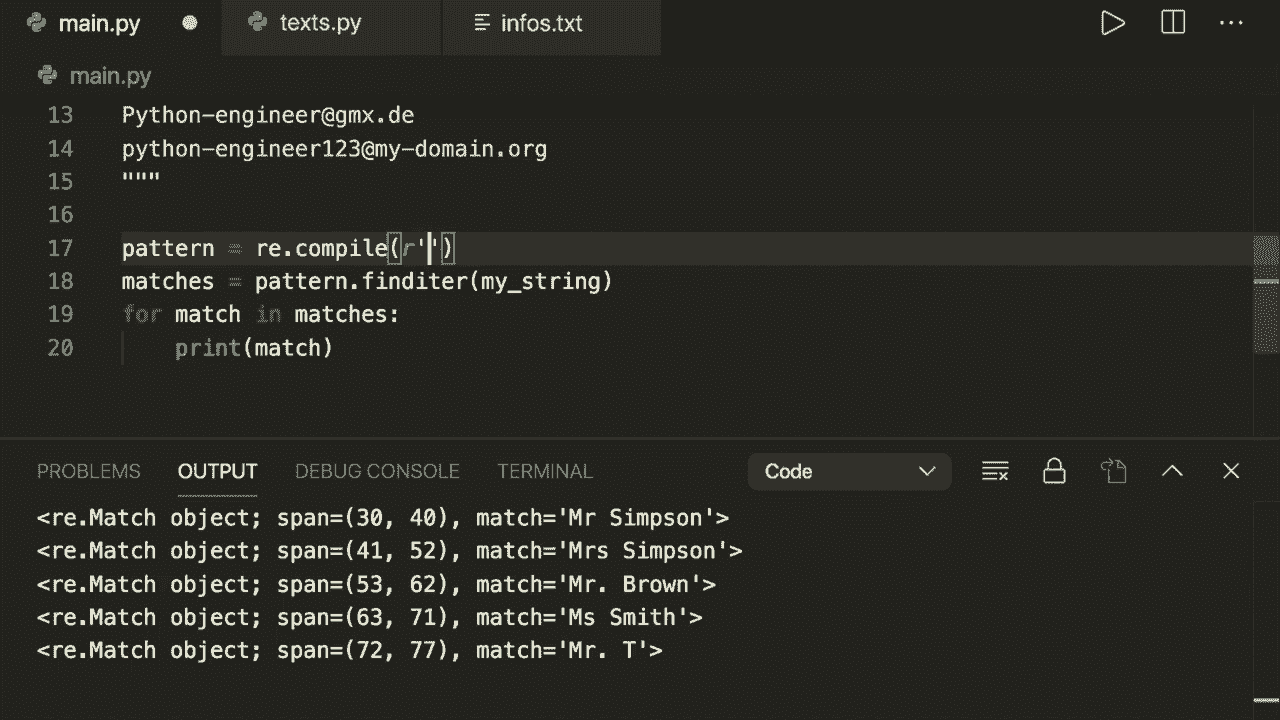 main.py texts.py infos.txt
main.py
13 Python-engineer@gmx.de
14 python-engineer123@my-domain.org
15 """
16
17 pattern = re.compile(r'')
18 matches = pattern.finditer(my_string)
19 for match in matches:
20     print(match)
PROBLEMS OUTPUT DEBUG CONSOLE TERMINAL Code
<re.Match object; span=(30, 40), match='Mr Simpson'>
<re.Match object; span=(41, 52), match='Mrs Simpson'>
<re.Match object; span=(53, 62), match='Mr. Brown'>
<re.Match object; span=(63, 71), match='Ms Smith'>
<re.Match object; span=(72, 77), match='Mr. T'>